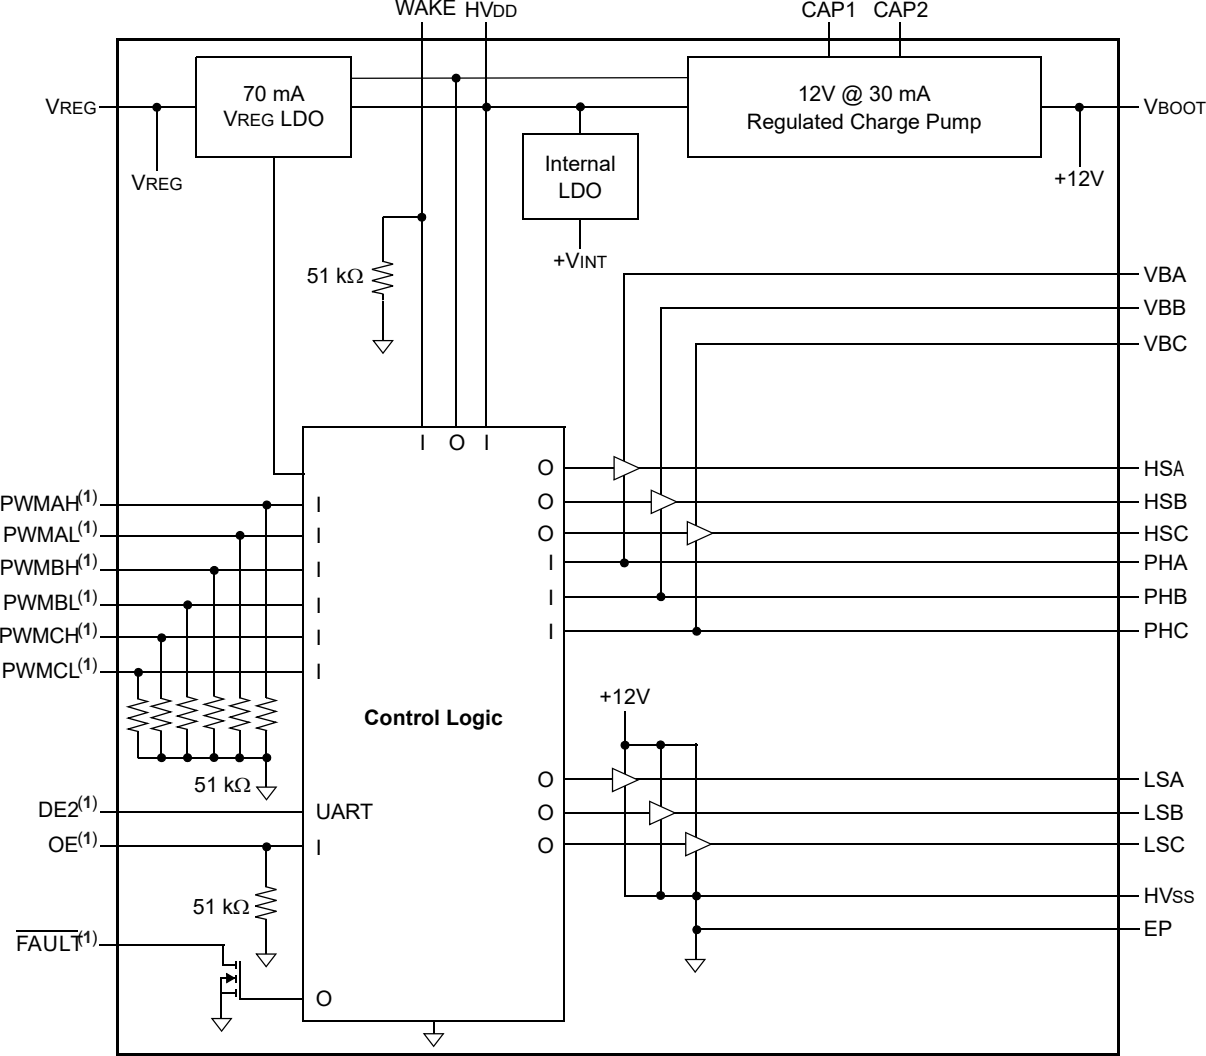 WAKE HVDD CAP1 CAP2
70 mA
VREG LDO
12V @ 30 mA
Regulated Charge Pump
VREG
VBOOT
VREG
+12V
Internal
LDO
+VINT
51 kΩ
VBA
VBB
VBC
I O I
O HSA
O HSB
O HSC
I PHA
I PHB
I PHC
PWMAH(1) I
PWMAL(1) I
PWMBH(1) I
PWMBL(1) I
PWMCH(1) I
PWMCL(1) I
+12V
Control Logic
51 kΩ
O LSA
O LSB
O LSC
DE2(1) UART
OE(1) I
51 kΩ
HVSS
EP
FAULT(1)
O